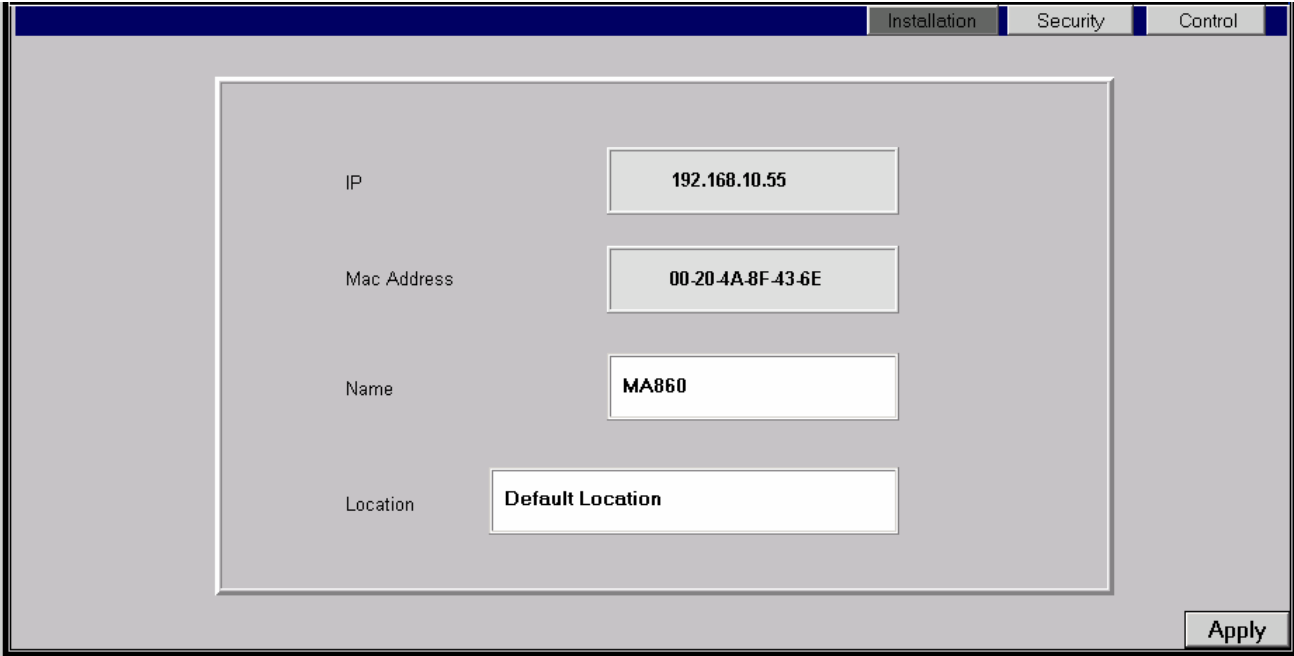 Installation Security Control
IP 192.168.10.55
Mac Address 00-20-4A-8F-43-6E
Name MA860
Location Default Location
Apply